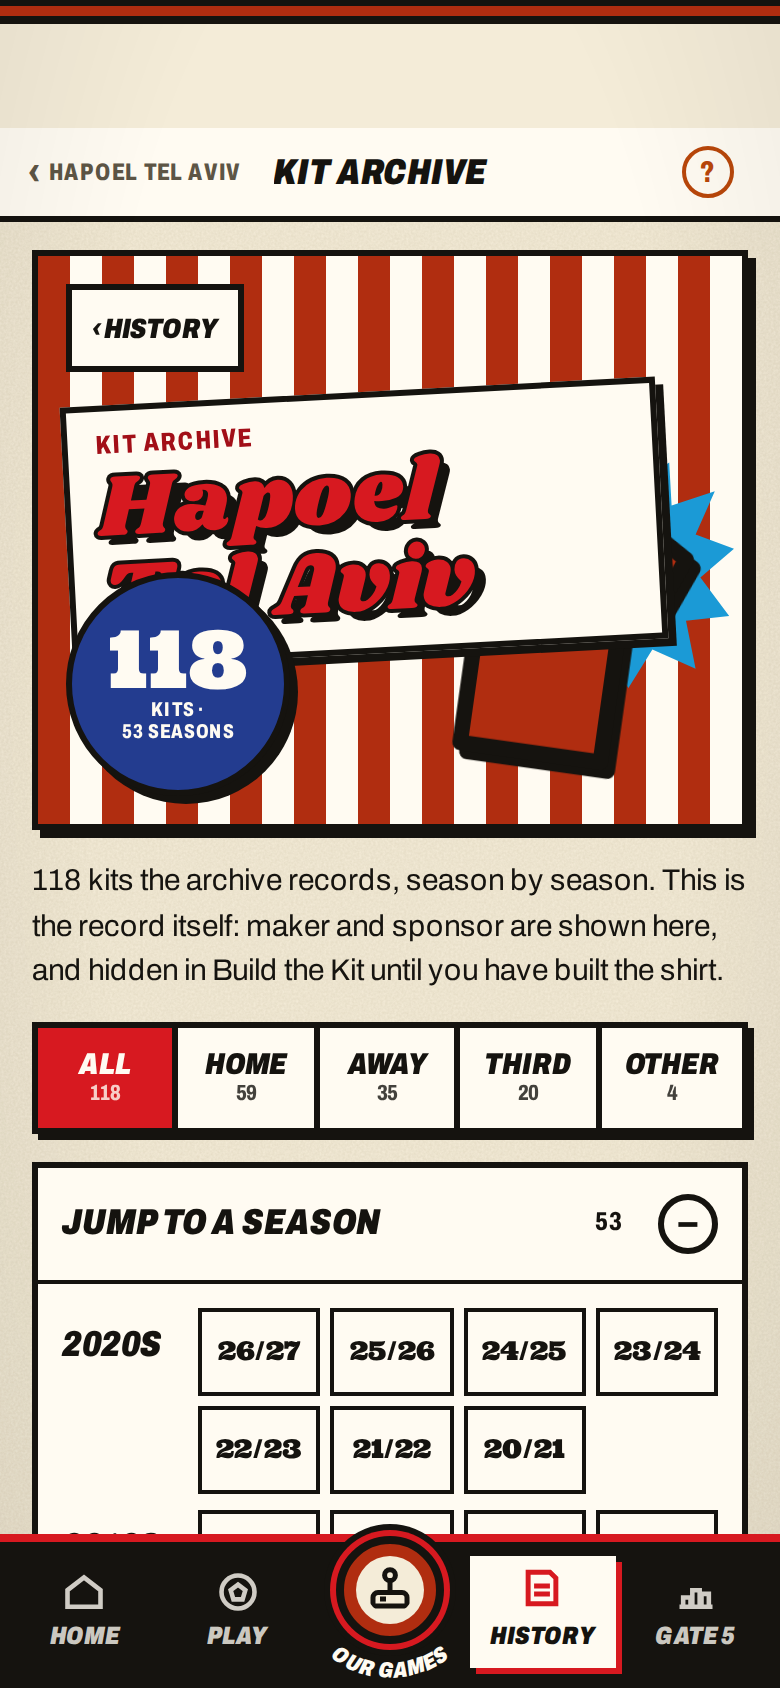 ‹ HAPOEL TEL AVIV KIT ARCHIVE ?
‹HISTORY
KIT ARCHIVE
Hapoel
Tel Aviv
118
KITS ·
53 SEASONS
118 kits the archive records, season by season. This is
the record itself: maker and sponsor are shown here,
and hidden in Build the Kit until you have built the shirt.
ALL HOME AWAY THIRD OTHER
118 59 35 20 4
JUMP TO A SEASON 53
2020S 26/27 25/26 24/25 23/24
22/23 21/22 20/21
HOME PLAY OUR GAMES HISTORY GATE 5